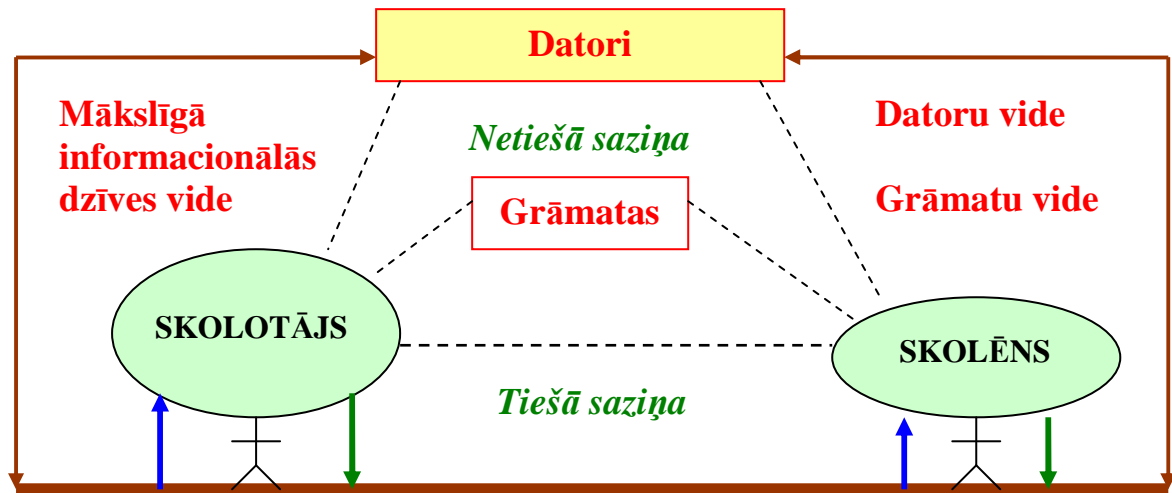 Datori
Mākslīgā
informacionālās
dzīves vide
Netiešā saziņa
Datoru vide
Grāmatas
Grāmatu vide
SKOLOTĀJS
SKOLĒNS
Tiešā saziņa